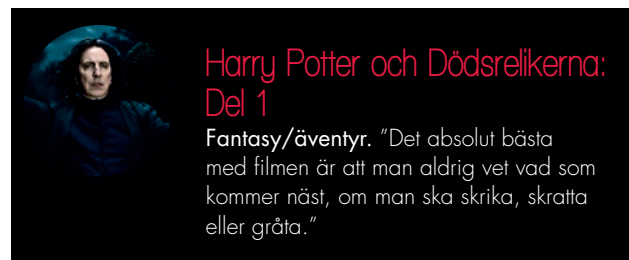 Harry Potter och Dödsrelikerna:
Del 1
Fantasy/äventyr. ”Det absolut bästa
med filmen är att man aldrig vet vad som
kommer näst, om man ska skrika, skratta
eller gråta.”